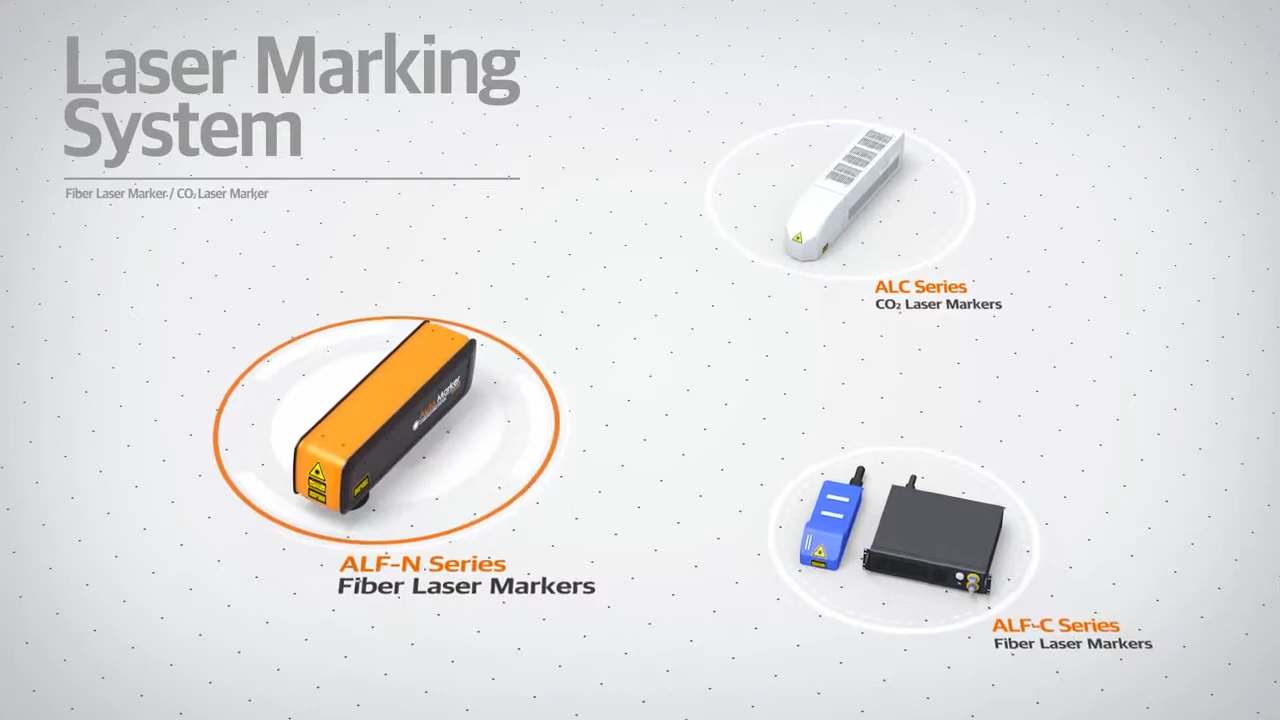 Laser Marking
System
Fiber Laser Marker / CO₂ Laser Marker
ALC Series
CO₂ Laser Markers
Marker
ALF-N Series
Fiber Laser Markers
ALF-C Series
Fiber Laser Markers